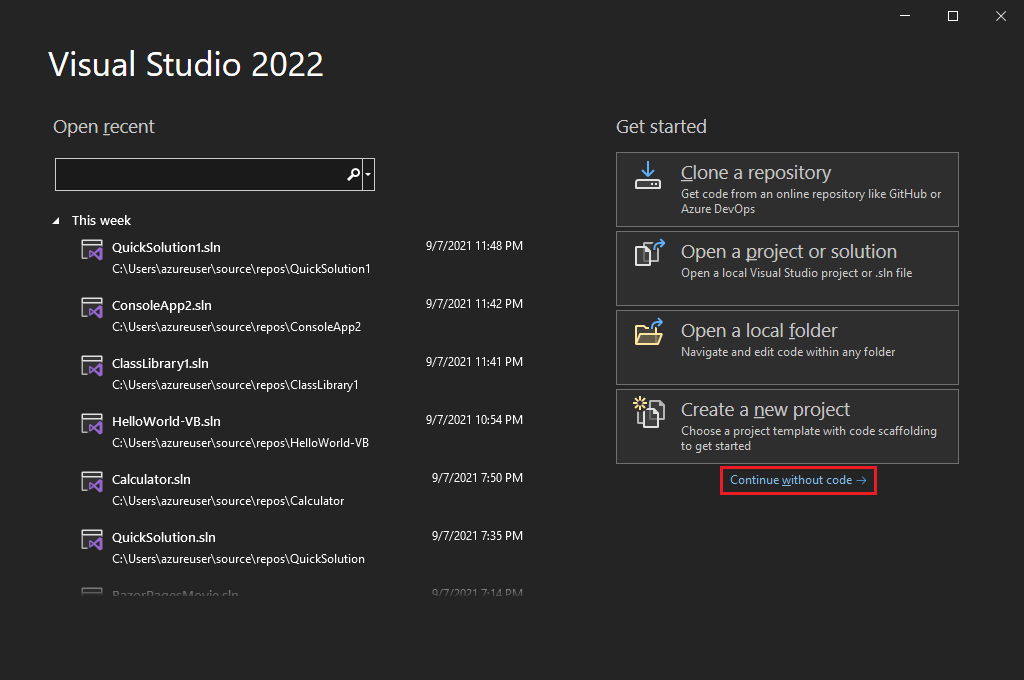 Visual Studio 2022
Open recent
This week
QuickSolution1.sln 9/7/2021 11:48 PM
C:\Users\azureuser\source\repos\QuickSolution1
ConsoleApp2.sln 9/7/2021 11:42 PM
C:\Users\azureuser\source\repos\ConsoleApp2
ClassLibrary1.sln 9/7/2021 11:41 PM
C:\Users\azureuser\source\repos\ClassLibrary1
HelloWorld-VB.sln 9/7/2021 10:54 PM
C:\Users\azureuser\source\repos\HelloWorld-VB
Calculator.sln 9/7/2021 7:50 PM
C:\Users\azureuser\source\repos\Calculator
QuickSolution.sln 9/7/2021 7:35 PM
C:\Users\azureuser\source\repos\QuickSolution
RazorPagesMovie.sln 9/7/2021 7:14 PM
Get started
Clone a repository
Get code from an online repository like GitHub or
Azure DevOps
Open a project or solution
Open a local Visual Studio project or .sln file
Open a local folder
Navigate and edit code within any folder
Create a new project
Choose a project template with code scaffolding
to get started
Continue without code →